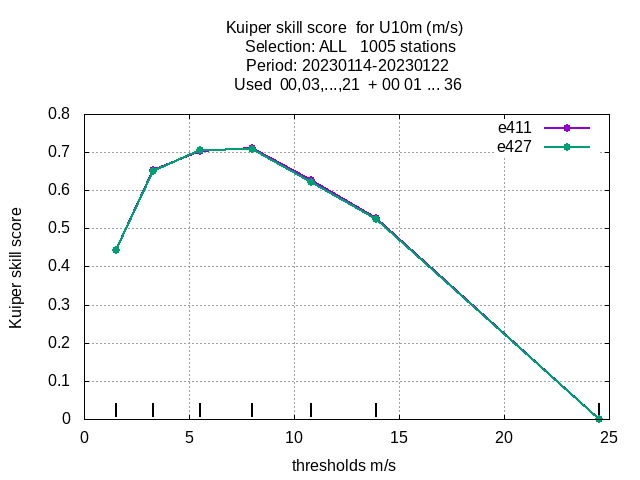 Kuiper skill score  for U10m (m/s)
Selection: ALL   1005 stations
Period: 20230114-20230122
Used  00,03,...,21  + 00 01 ... 36
e411
e427
0.8
0.7
0.6
0.5
0.4
0.3
0.2
0.1
0
Kuiper skill score
0 5 10 15 20 25
thresholds m/s